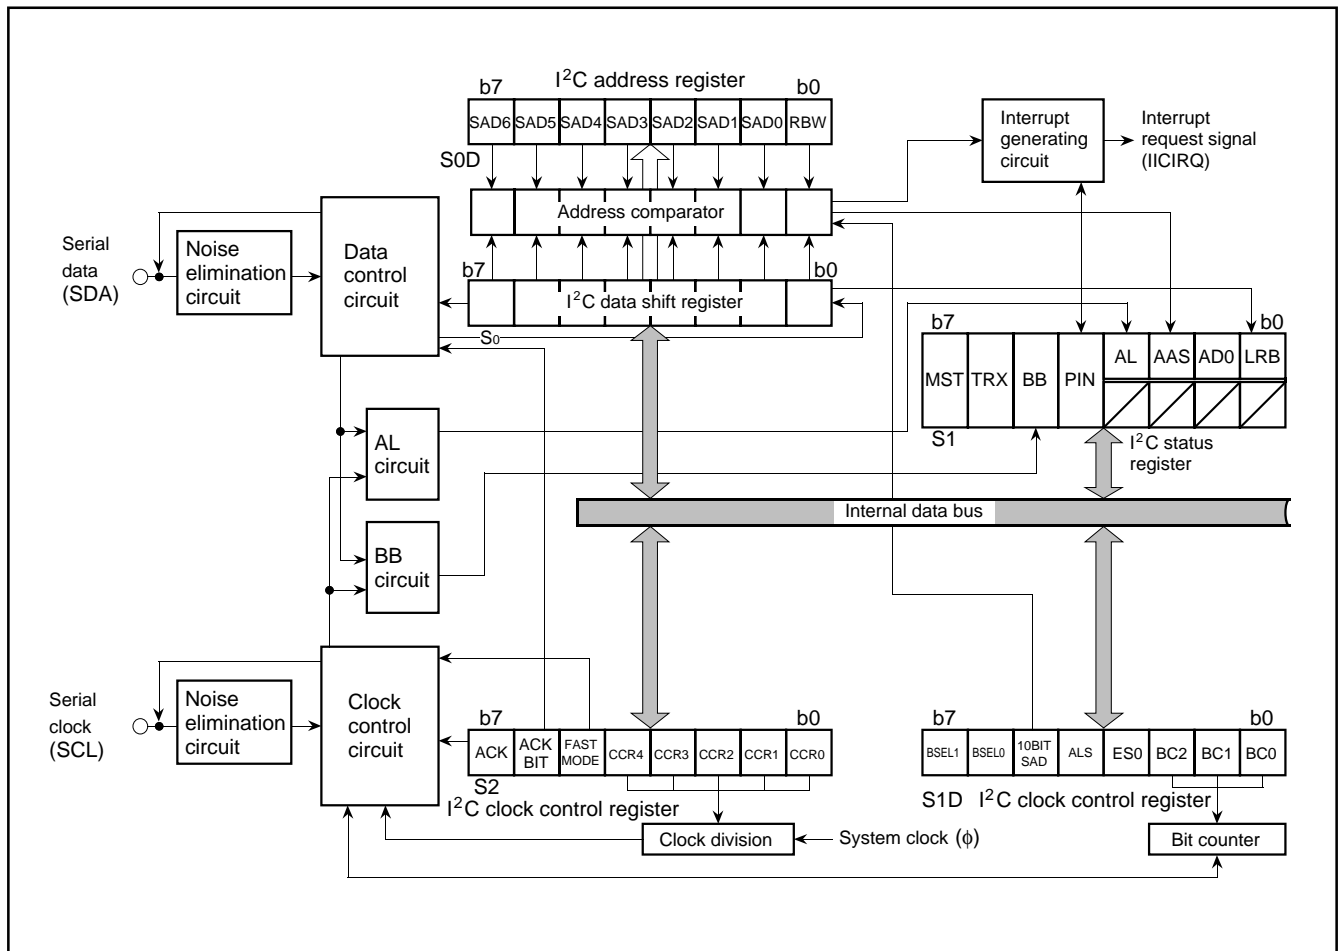 I²C address register
b7
b0
SAD6 SAD5 SAD4 SAD3 SAD2 SAD1 SAD0 RBW
S0D
Address comparator
b7
b0
I²C data shift register
S0
Interrupt
generating
circuit
Interrupt
request signal
(IICIRQ)
Serial
data
(SDA)
Noise
elimination
circuit
Data
control
circuit
b7
b0
MST TRX BB PIN AL AAS AD0 LRB
S1
I²C status
register
AL
circuit
BB
circuit
Internal data bus
Serial
clock
(SCL)
Noise
elimination
circuit
Clock
control
circuit
b7
b0
ACK
ACK
BIT
FAST
MODE
CCR4 CCR3 CCR2 CCR1 CCR0
S2
I²C clock control register
Clock division
System clock (ϕ)
b7
b0
BSEL1 BSEL0
10BIT
SAD
ALS ES0 BC2 BC1 BC0
S1D I²C clock control register
Bit counter